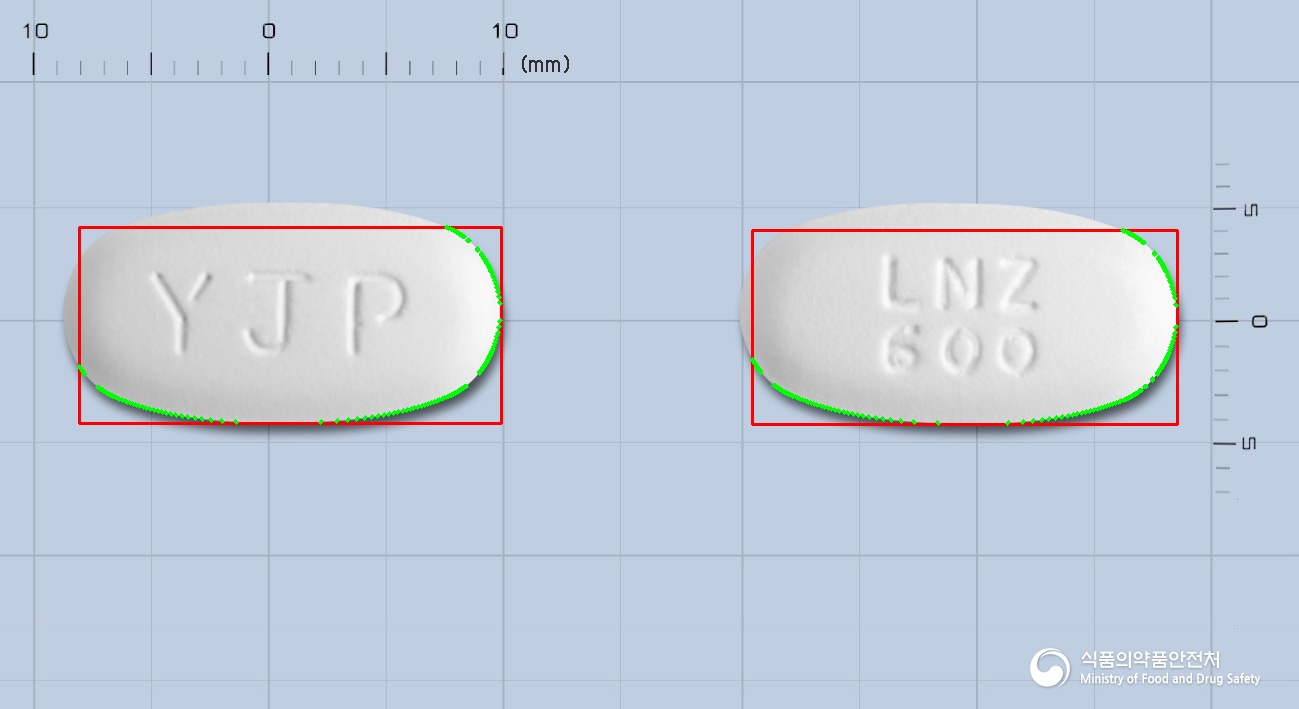 10 0 10
(mm)
YJP
LNZ
600
5
0
5
식품의약품안전처
Ministry of Food and Drug Safety